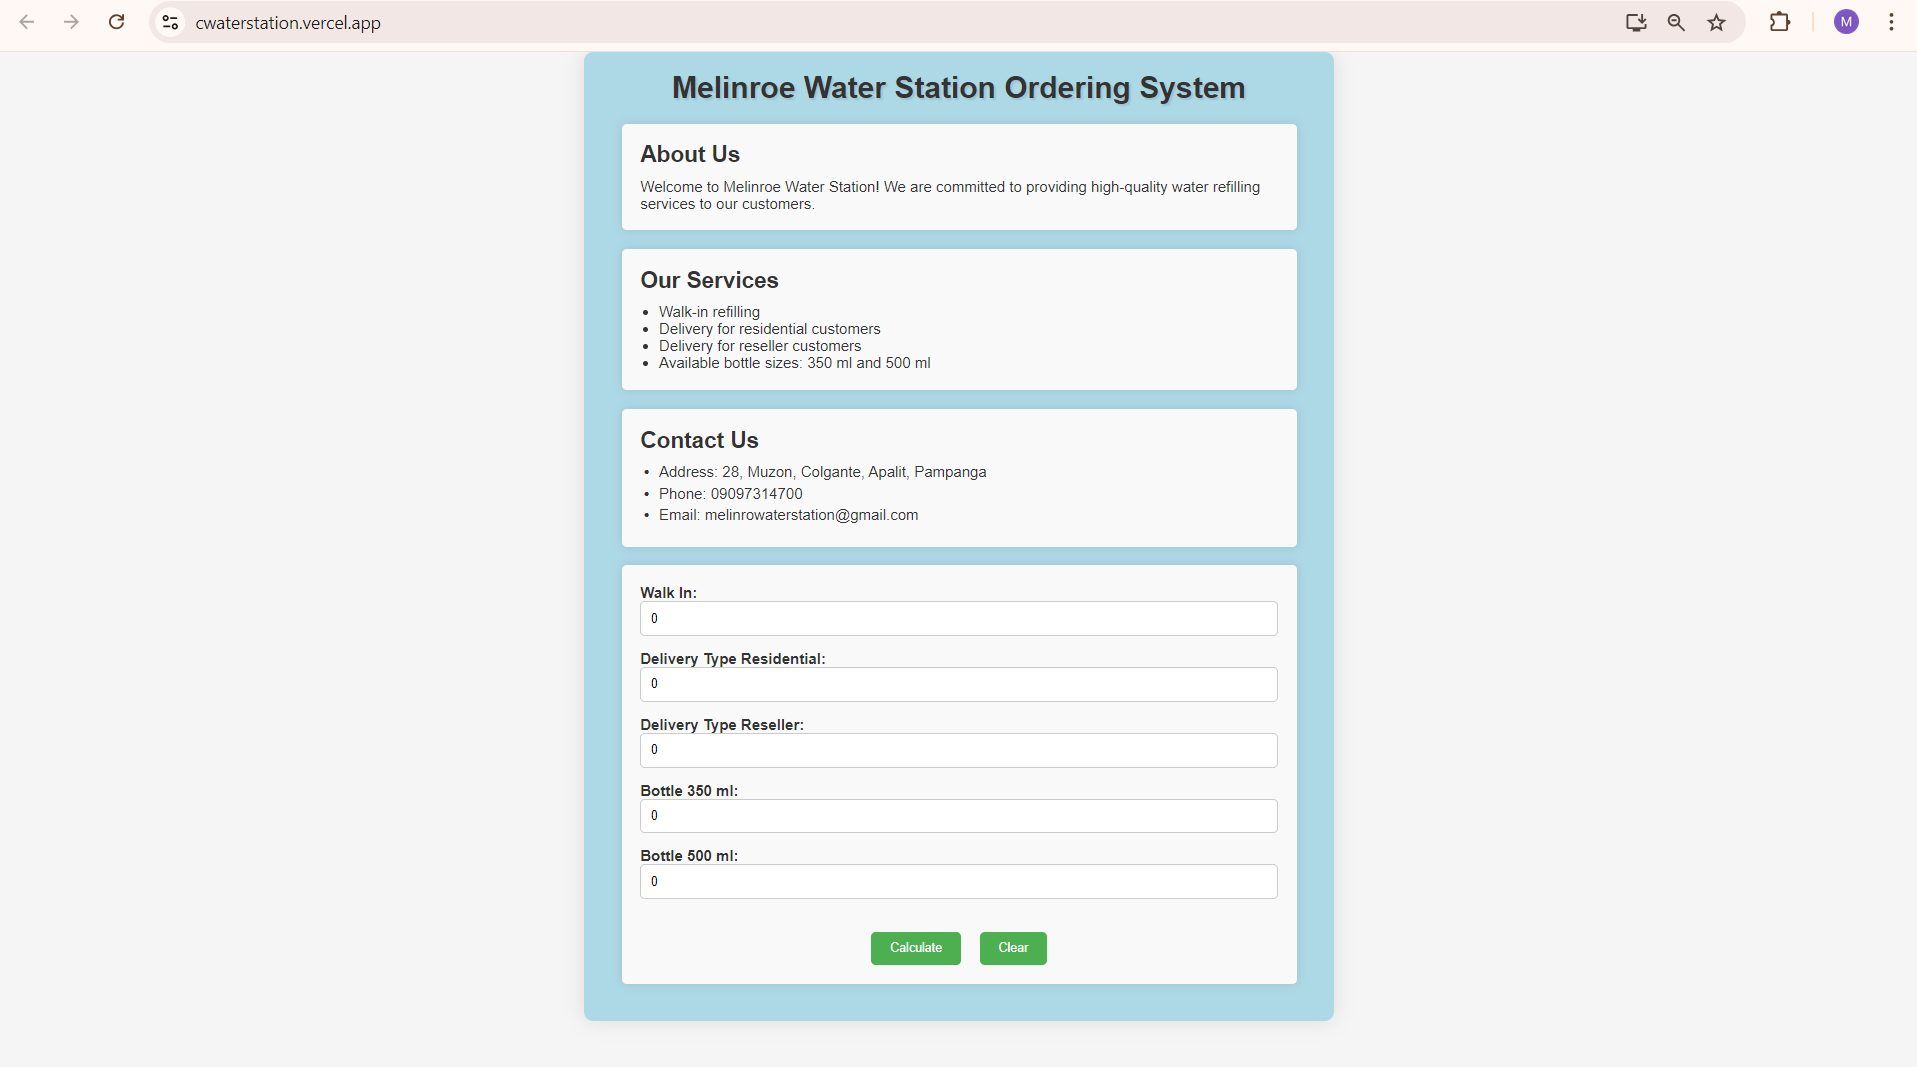 cwaterstation.vercel.app
M
Melinroe Water Station Ordering System
About Us
Welcome to Melinroe Water Station! We are committed to providing high-quality water refilling
services to our customers.
Our Services
• Walk-in refilling
• Delivery for residential customers
• Delivery for reseller customers
• Available bottle sizes: 350 ml and 500 ml
Contact Us
• Address: 28, Muzon, Colgante, Apalit, Pampanga
• Phone: 09097314700
• Email: melinrowaterstation@gmail.com
Walk In:
0
Delivery Type Residential:
0
Delivery Type Reseller:
0
Bottle 350 ml:
0
Bottle 500 ml:
0
Calculate Clear